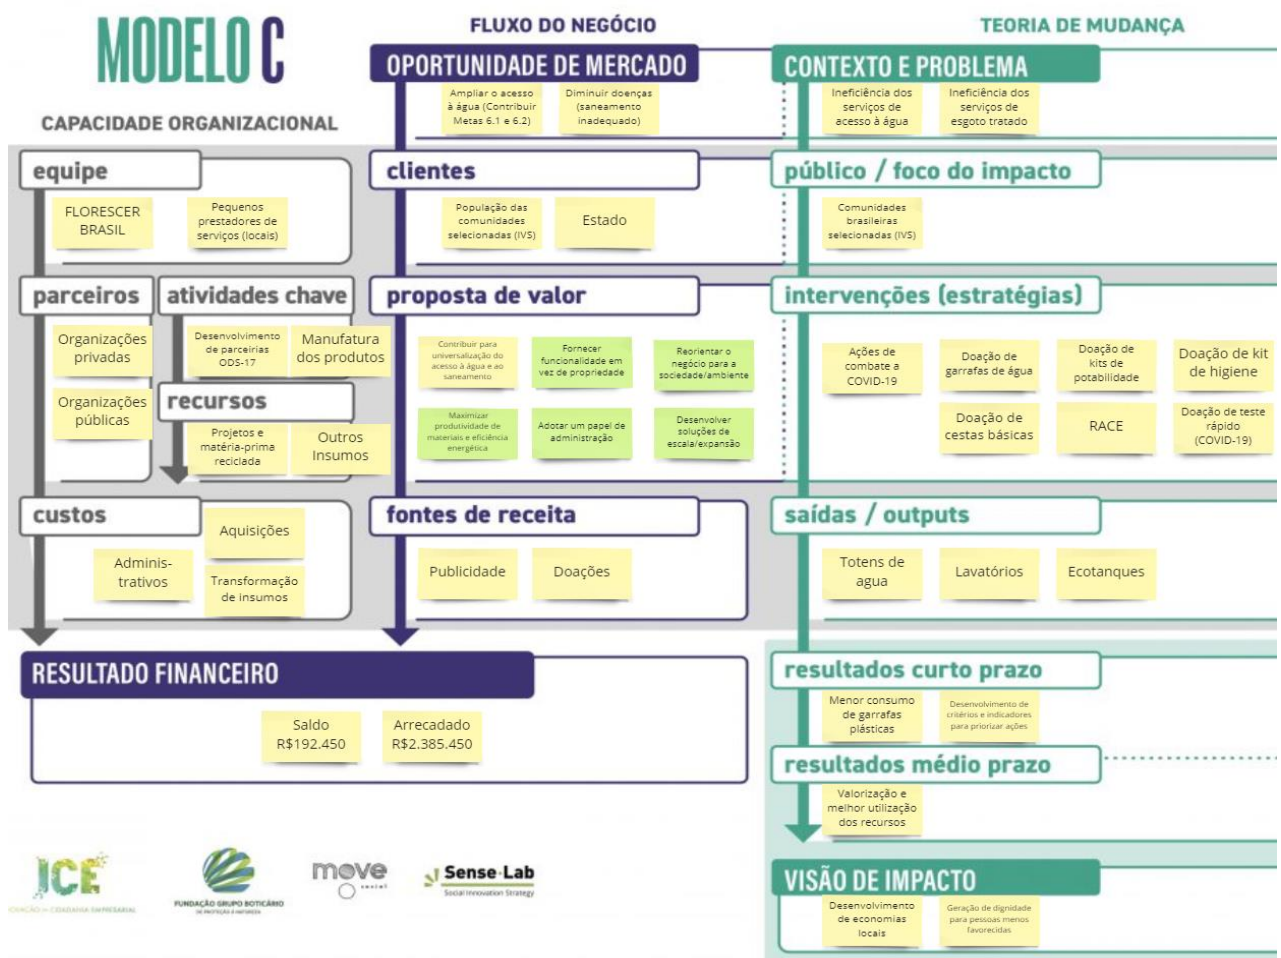 MODELO C
FLUXO DO NEGÓCIO
TEORIA DE MUDANÇA
CAPACIDADE ORGANIZACIONAL
equipe
FLORESCER
BRASIL
Pequenos
prestadores de
serviços (locais)
parceiros
Organizações
privadas
Organizações
públicas
atividades chave
Desenvolvimento
de parcerias
ODS-17
Manufatura
dos produtos
recursos
Projetos e
matéria-prima
reciclada
Outros
Insumos
custos
Adminis-
trativos
Aquisições
Transformação
de insumos
OPORTUNIDADE DE MERCADO
Ampliar o acesso
à água (Contribuir
Metas 6.1 e 6.2)
Diminuir doenças
(saneamento
inadequado)
clientes
População das
comunidades
selecionadas (IVS)
Estado
proposta de valor
Contribuir para
universalização do
acesso à água e ao
saneamento
Fornecer
funcionalidade em
vez de propriedade
Reorientar o
negócio para a
sociedade/ambiente
Maximizar
produtividade de
materiais e eficiência
energética
Adotar um papel de
administração
Desenvolver
soluções de
escala/expansão
fontes de receita
Publicidade
Doações
RESULTADO FINANCEIRO
Saldo
R$192.450
Arrecadado
R$2.385.450
CONTEXTO E PROBLEMA
Ineficiência dos
serviços de
acesso à água
Ineficiência dos
serviços de
esgoto tratado
público / foco do impacto
Comunidades
brasileiras
selecionadas (IVS)
intervenções (estratégias)
Ações de
combate a
COVID-19
Doação de
garrafas de água
Doação de
kits de
potabilidade
Doação de kit
de higiene
Doação de
cestas básicas
RACE
Doação de teste
rápido
(COVID-19)
saídas / outputs
Totens de
agua
Lavatórios
Ecotanques
resultados curto prazo
Menor consumo
de garrafas
plásticas
Desenvolvimento de
critérios e indicadores
para priorizar ações
resultados médio prazo
Valorização e
melhor utilização
dos recursos
VISÃO DE IMPACTO
Desenvolvimento
de economias
locais
Geração de dignidade
para pessoas menos
favorecidas
ICE
CIDADANIA EMPRESARIAL
FUNDAÇÃO GRUPO BOTICÁRIO
DE PROTEÇÃO À NATUREZA
move
social
Sense-Lab
Social Innovation Strategy